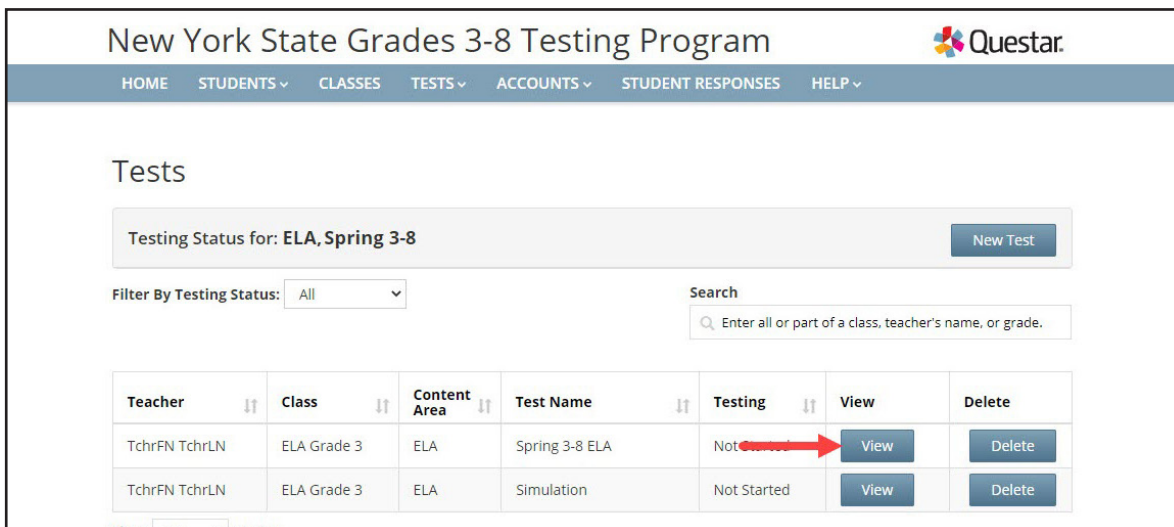 New York State Grades 3-8 Testing Program
Questar.
HOME STUDENTS CLASSES TESTS ACCOUNTS STUDENT RESPONSES HELP
Tests
Testing Status for: ELA, Spring 3-8 New Test
Filter By Testing Status: All
Search
Enter all or part of a class, teacher's name, or grade.
Teacher Class Content Area Test Name Testing View Delete
TchrFN TchrLN ELA Grade 3 ELA Spring 3-8 ELA Not Started View Delete
TchrFN TchrLN ELA Grade 3 ELA Simulation Not Started View Delete